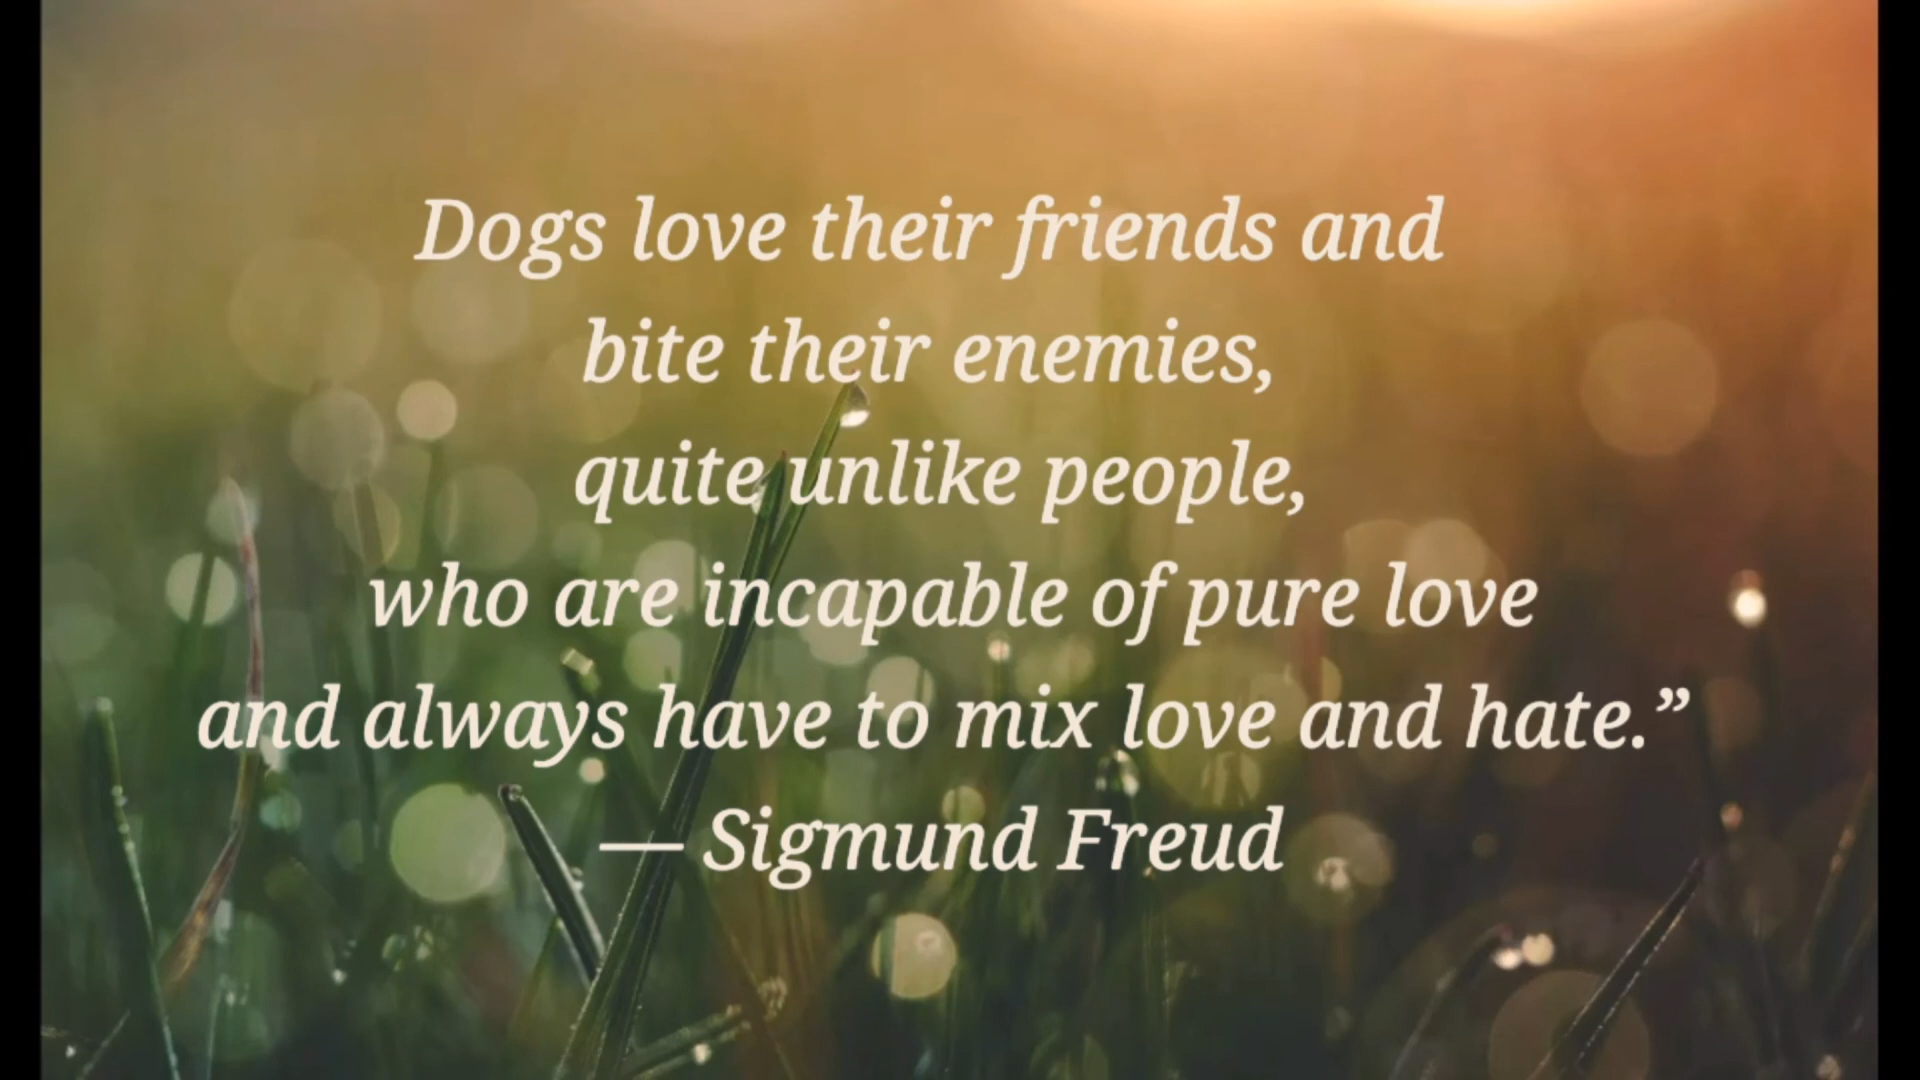 Dogs love their friends and
bite their enemies,
quite unlike people,
who are incapable of pure love
and always have to mix love and hate.”
— Sigmund Freud